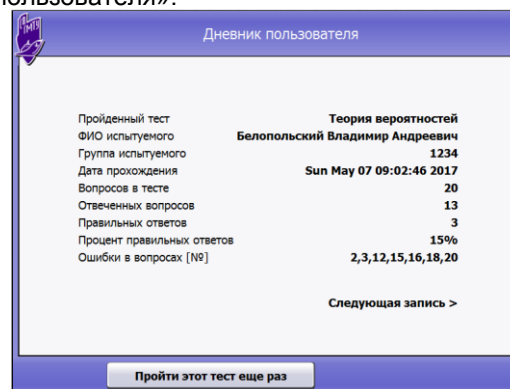 пользователя».
МТУ
Дневник пользователя
Пройденный тест Теория вероятностей
ФИО испытуемого Белопольский Владимир Андреевич
Группа испытуемого 1234
Дата прохождения Sun May 07 09:02:46 2017
Вопросов в тесте 20
Отвеченных вопросов 13
Правильных ответов 3
Процент правильных ответов 15%
Ошибки в вопросах [№] 2,3,12,15,16,18,20
Следующая запись >
Пройти этот тест еще раз